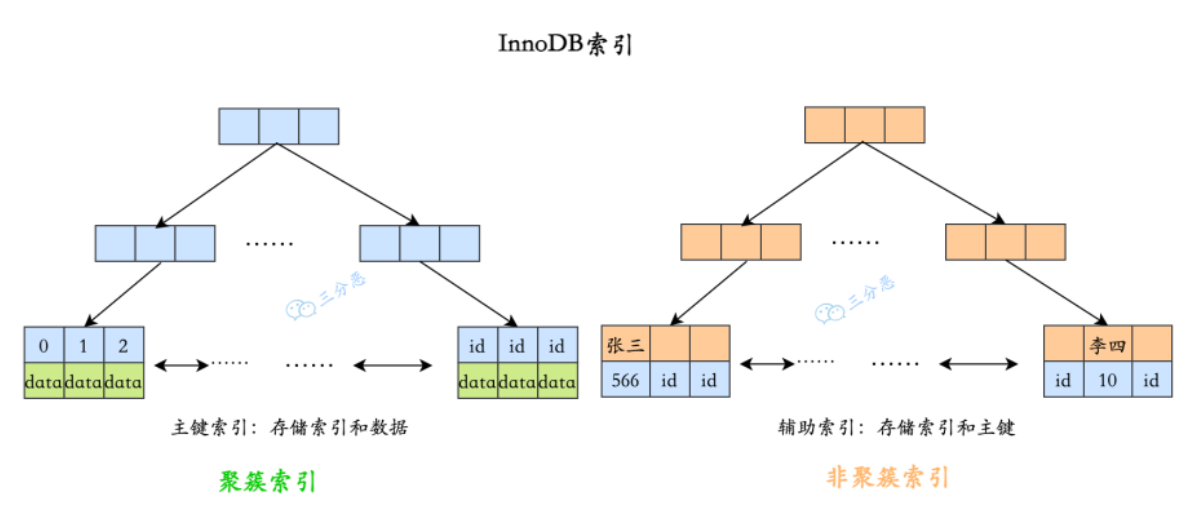 InnoDB索引
......
......
三分恶
三分恶
0 1 2
data data data
......
......
id id id
data data data
张三
566 id id
......
......
李四
id 10 id
主键索引：存储索引和数据
辅助索引：存储索引和主键
聚簇索引
非聚簇索引